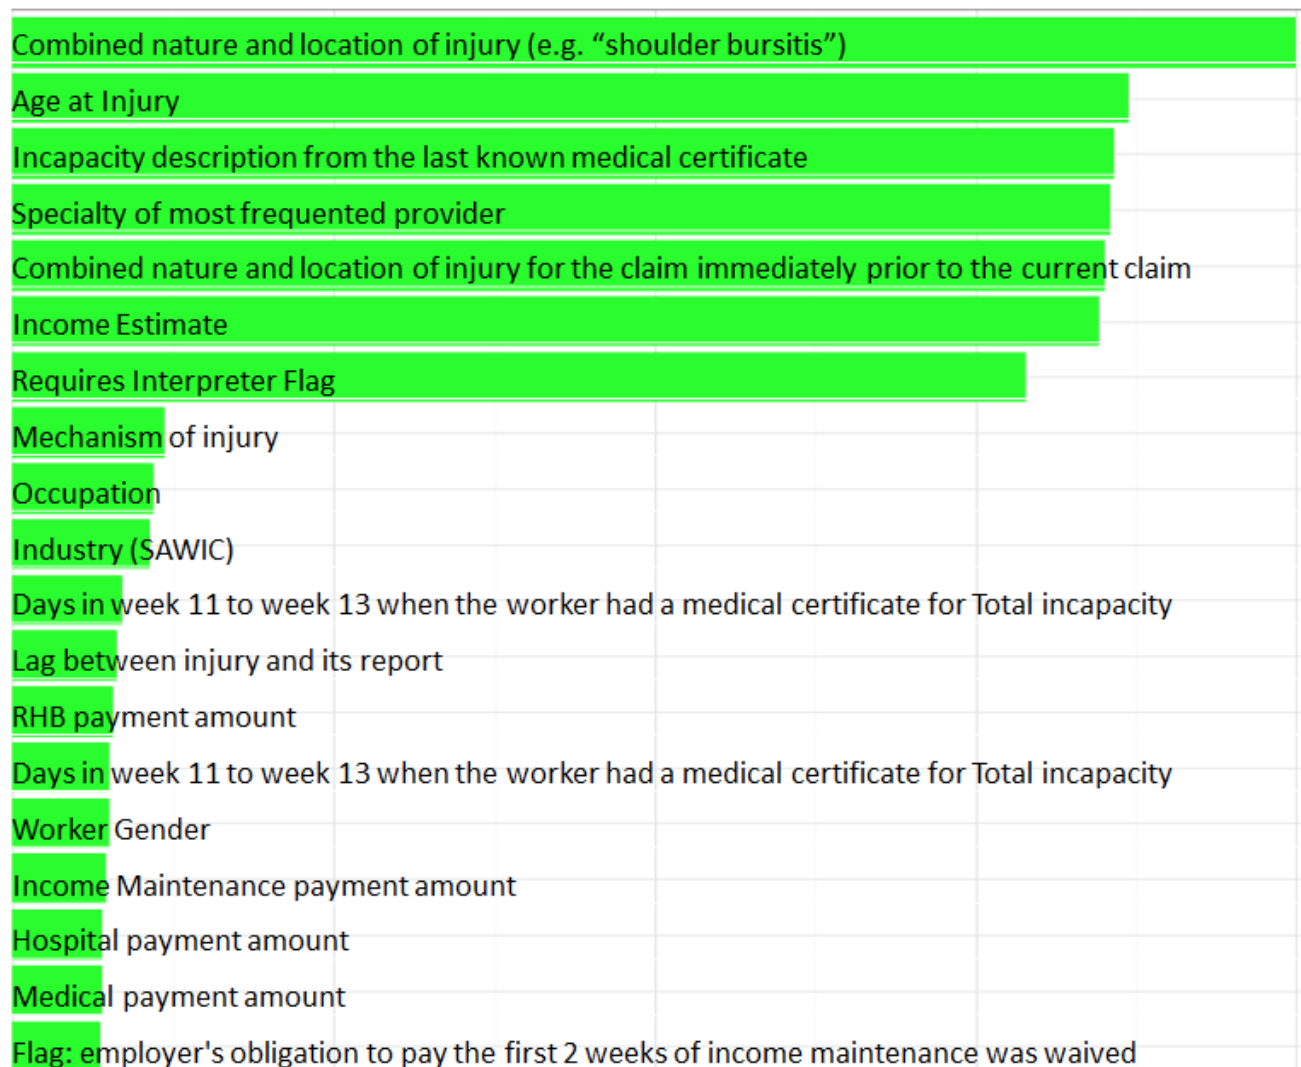 Combined nature and location of injury (e.g. “shoulder bursitis”)
Age at Injury
Incapacity description from the last known medical certificate
Specialty of most frequented provider
Combined nature and location of injury for the claim immediately prior to the current claim
Income Estimate
Requires Interpreter Flag
Mechanism of injury
Occupation
Industry (SAWIC)
Days in week 11 to week 13 when the worker had a medical certificate for Total incapacity
Lag between injury and its report
RHB payment amount
Days in week 11 to week 13 when the worker had a medical certificate for Total incapacity
Worker Gender
Income Maintenance payment amount
Hospital payment amount
Medical payment amount
Flag: employer's obligation to pay the first 2 weeks of income maintenance was waived